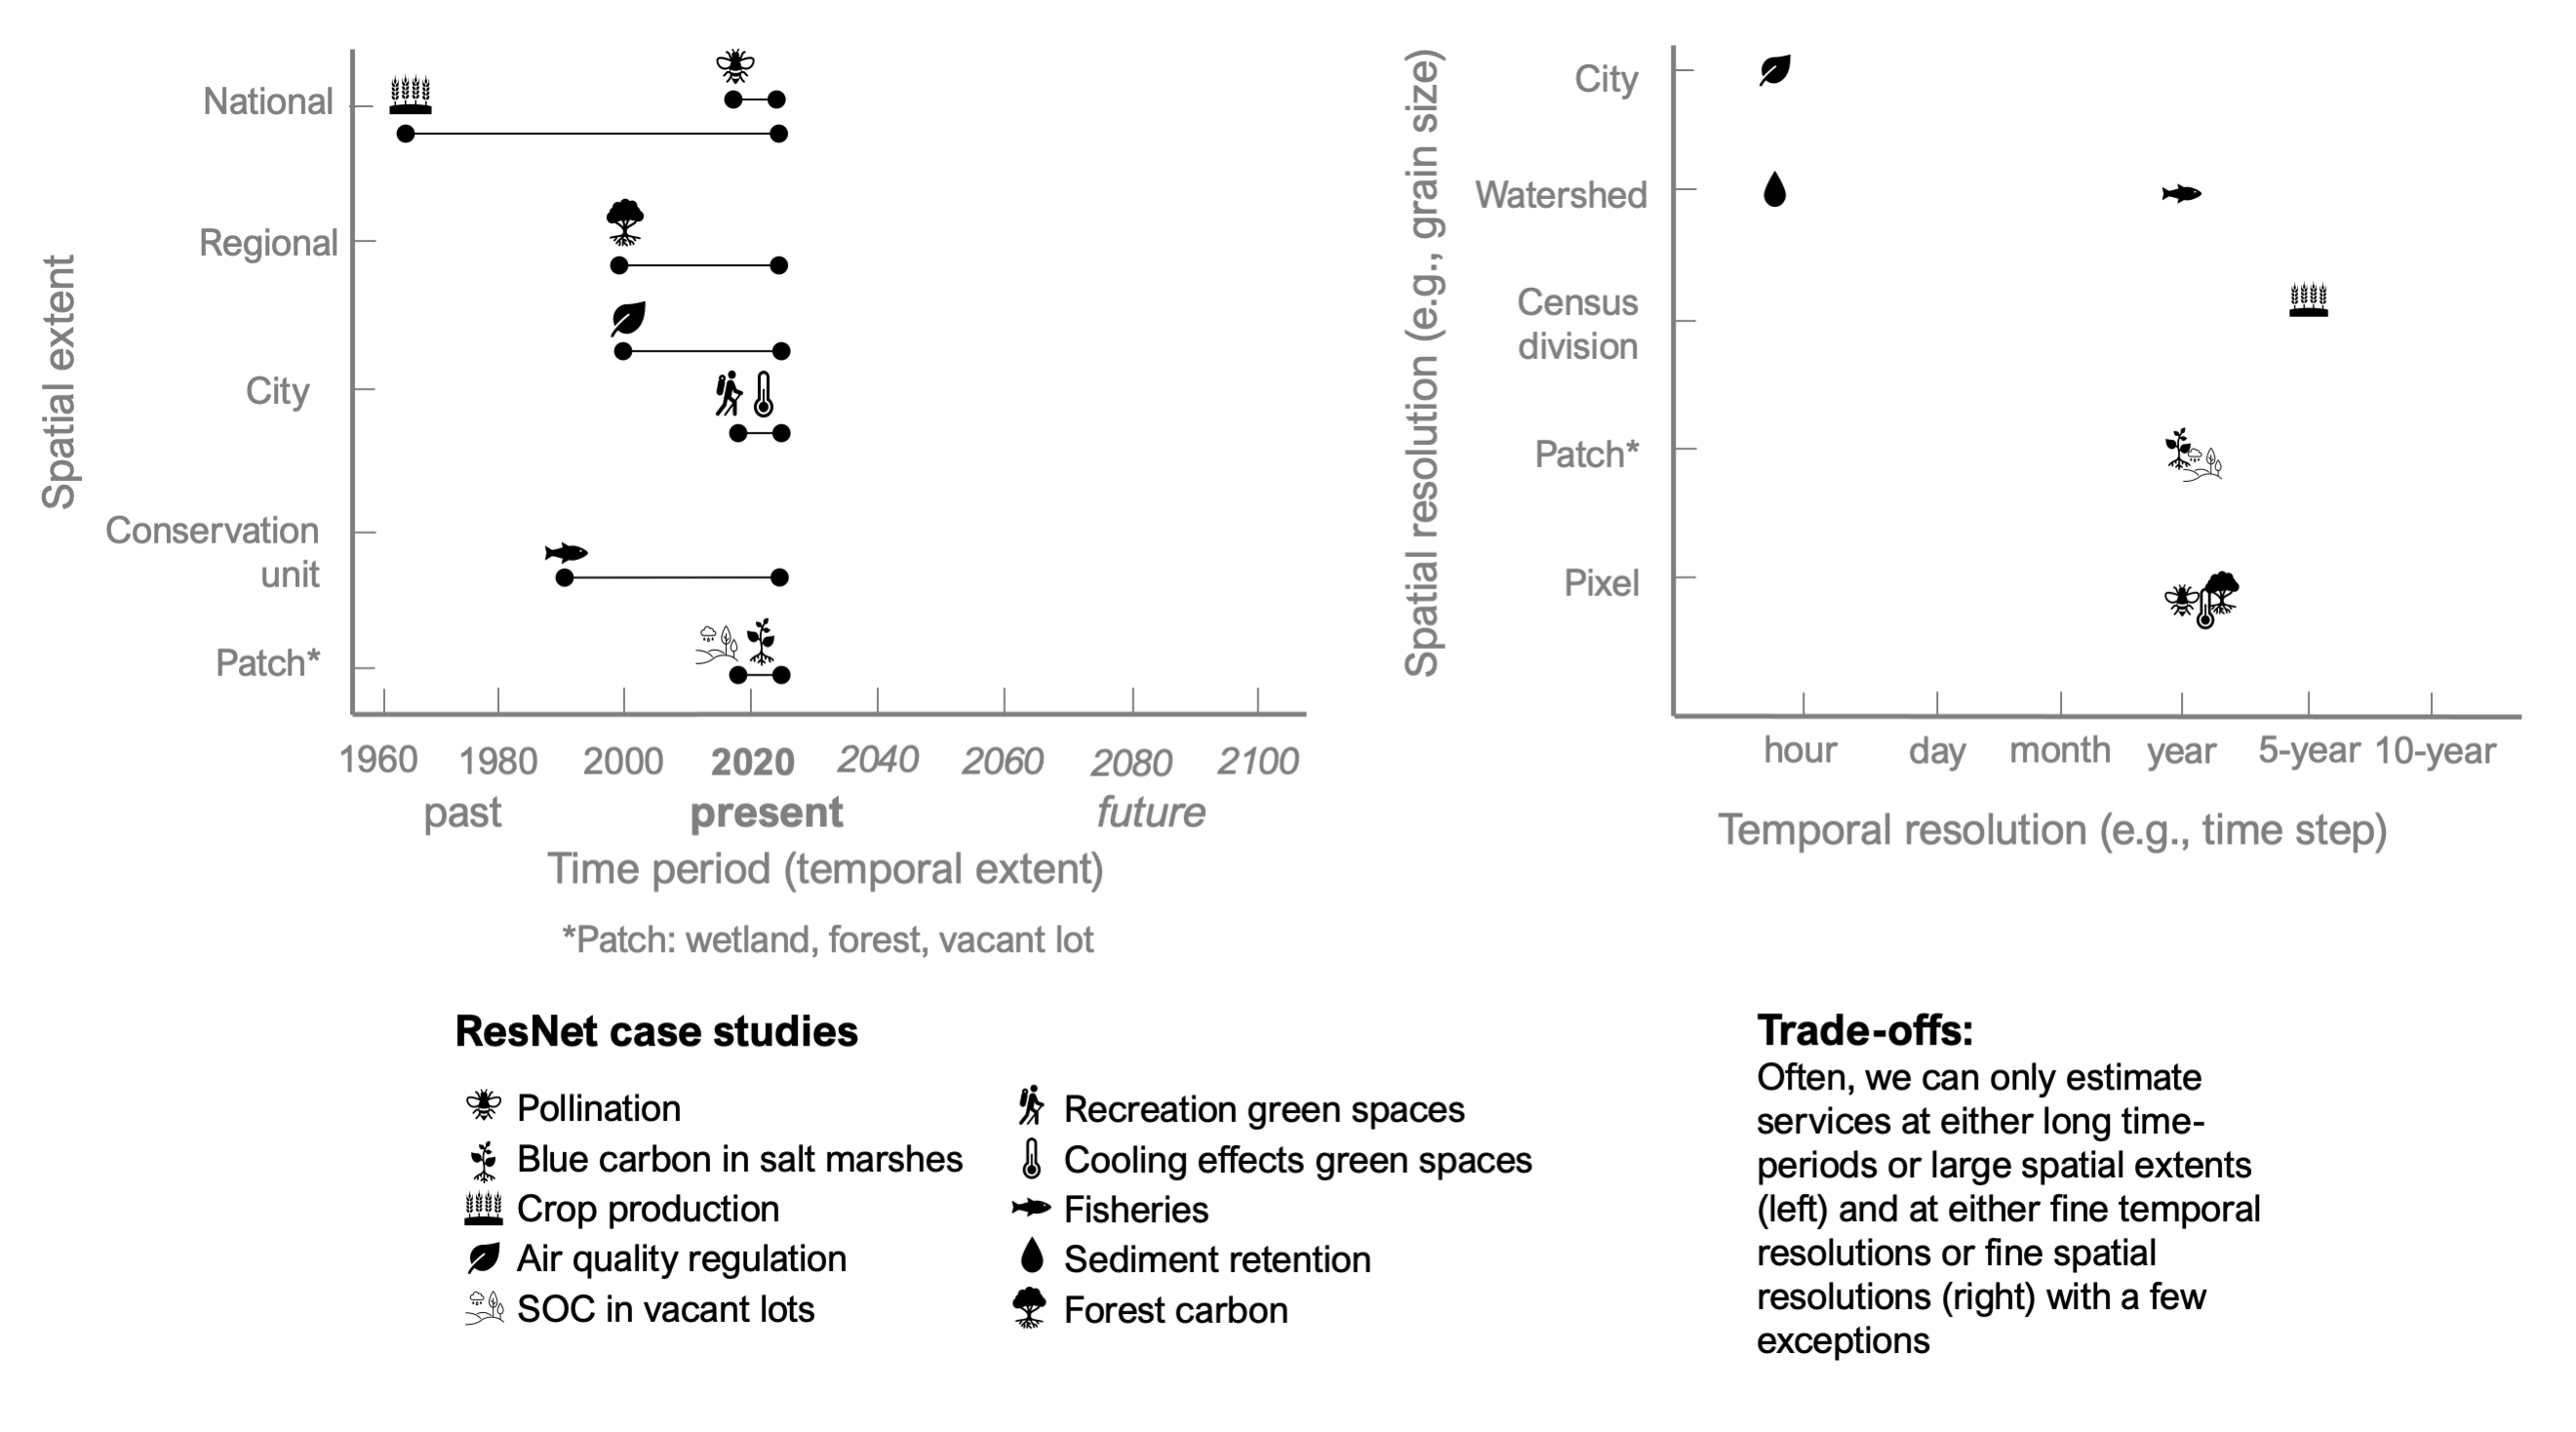 Spatial extent
National
Regional
City
Conservation
unit
Patch*
1960 1980 2000 2020 2040 2060 2080 2100
past present future
Time period (temporal extent)
*Patch: wetland, forest, vacant lot
Spatial resolution (e.g., grain size)
City
Watershed
Census
division
Patch*
Pixel
hour day month year 5-year 10-year
Temporal resolution (e.g., time step)
ResNet case studies
Pollination
Blue carbon in salt marshes
Crop production
Air quality regulation
SOC in vacant lots
Recreation green spaces
Cooling effects green spaces
Fisheries
Sediment retention
Forest carbon
Trade-offs:
Often, we can only estimate
services at either long time-
periods or large spatial extents
(left) and at either fine temporal
resolutions or fine spatial
resolutions (right) with a few
exceptions